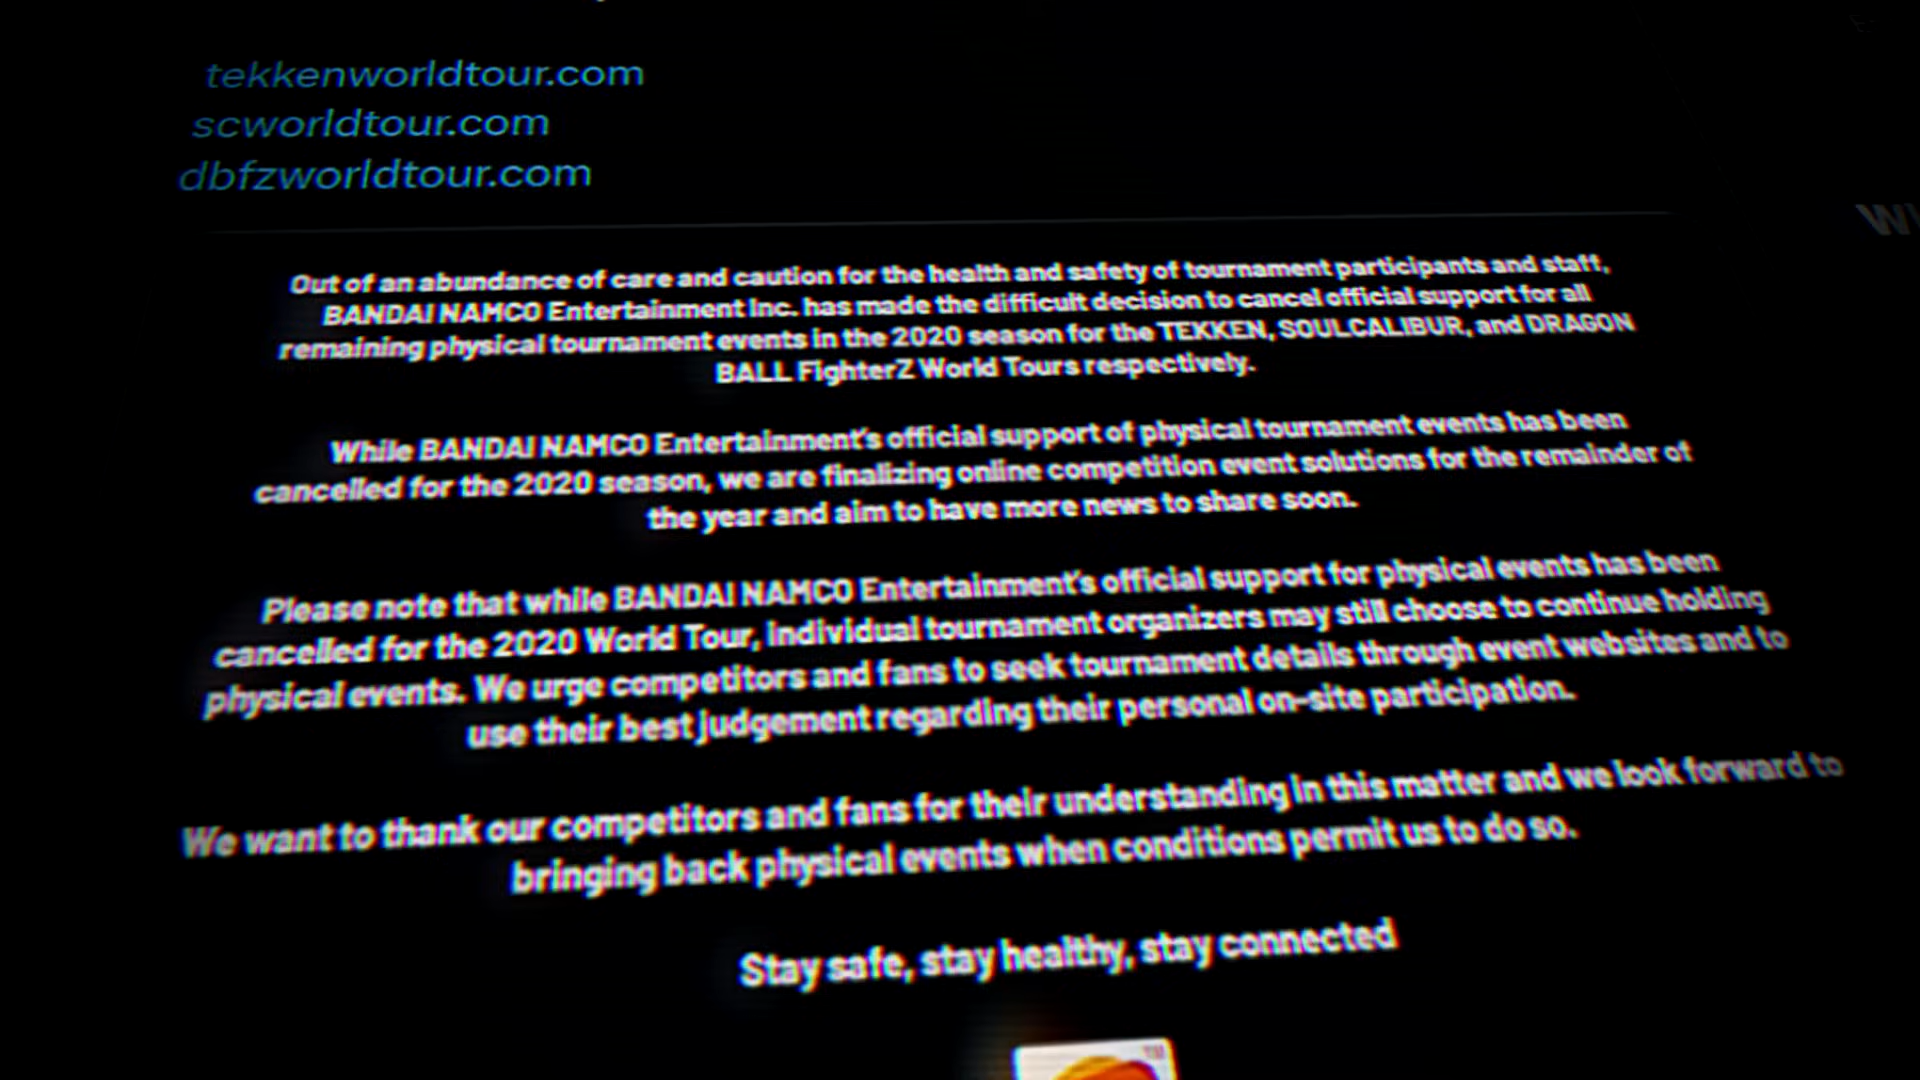 tekkenworldtour.com
scworldtour.com
dbfzworldtour.com
Out of an abundance of care and caution for the health and safety of tournament participants and staff,
BANDAI NAMCO Entertainment Inc. has made the difficult decision to cancel official support for all
remaining physical tournament events in the 2020 season for the TEKKEN, SOULCALIBUR, and DRAGON
BALL FighterZ World Tours respectively.
While BANDAI NAMCO Entertainment's official support of physical tournament events has been
cancelled for the 2020 season, we are finalizing online competition event solutions for the remainder of
the year and aim to have more news to share soon.
Please note that while BANDAI NAMCO Entertainment's official support for physical events has been
cancelled for the 2020 World Tour, individual tournament organizers may still choose to continue holding
physical events. We urge competitors and fans to seek tournament details through event websites and to
use their best judgement regarding their personal on-site participation.
We want to thank our competitors and fans for their understanding in this matter and we look forward to
bringing back physical events when conditions permit us to do so.
Stay safe, stay healthy, stay connected
TM